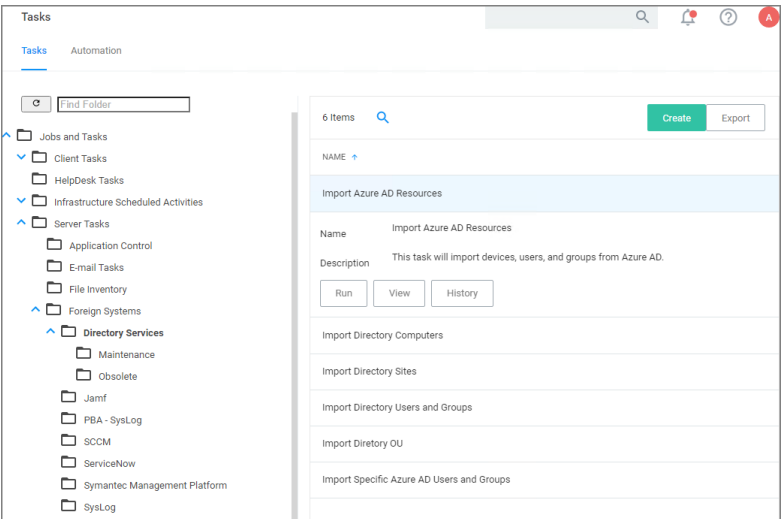 Tasks
A
Tasks
Automation
Find Folder
Jobs and Tasks
Client Tasks
HelpDesk Tasks
Infrastructure Scheduled Activities
Server Tasks
Application Control
E-mail Tasks
File Inventory
Foreign Systems
Directory Services
Maintenance
Obsolete
Jamf
PBA - SysLog
SCCM
ServiceNow
Symantec Management Platform
SysLog
6 Items
Create
Export
NAME
Import Azure AD Resources
Name
Import Azure AD Resources
Description
This task will import devices, users, and groups from Azure AD.
Run
View
History
Import Directory Computers
Import Directory Sites
Import Directory Users and Groups
Import Diretory OU
Import Specific Azure AD Users and Groups